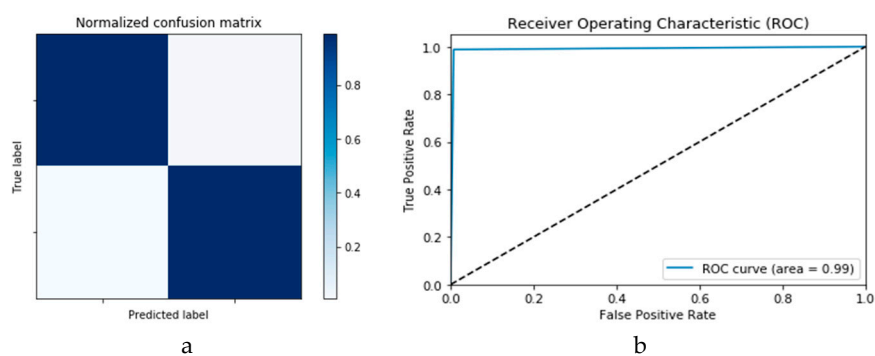 Normalized confusion matrix
True label
Predicted label
0.8
0.6
0.4
0.2
a
Receiver Operating Characteristic (ROC)
True Positive Rate
1.0
0.8
0.6
0.4
0.2
0.0
0.0 0.2 0.4 0.6 0.8 1.0
False Positive Rate
ROC curve (area = 0.99)
b